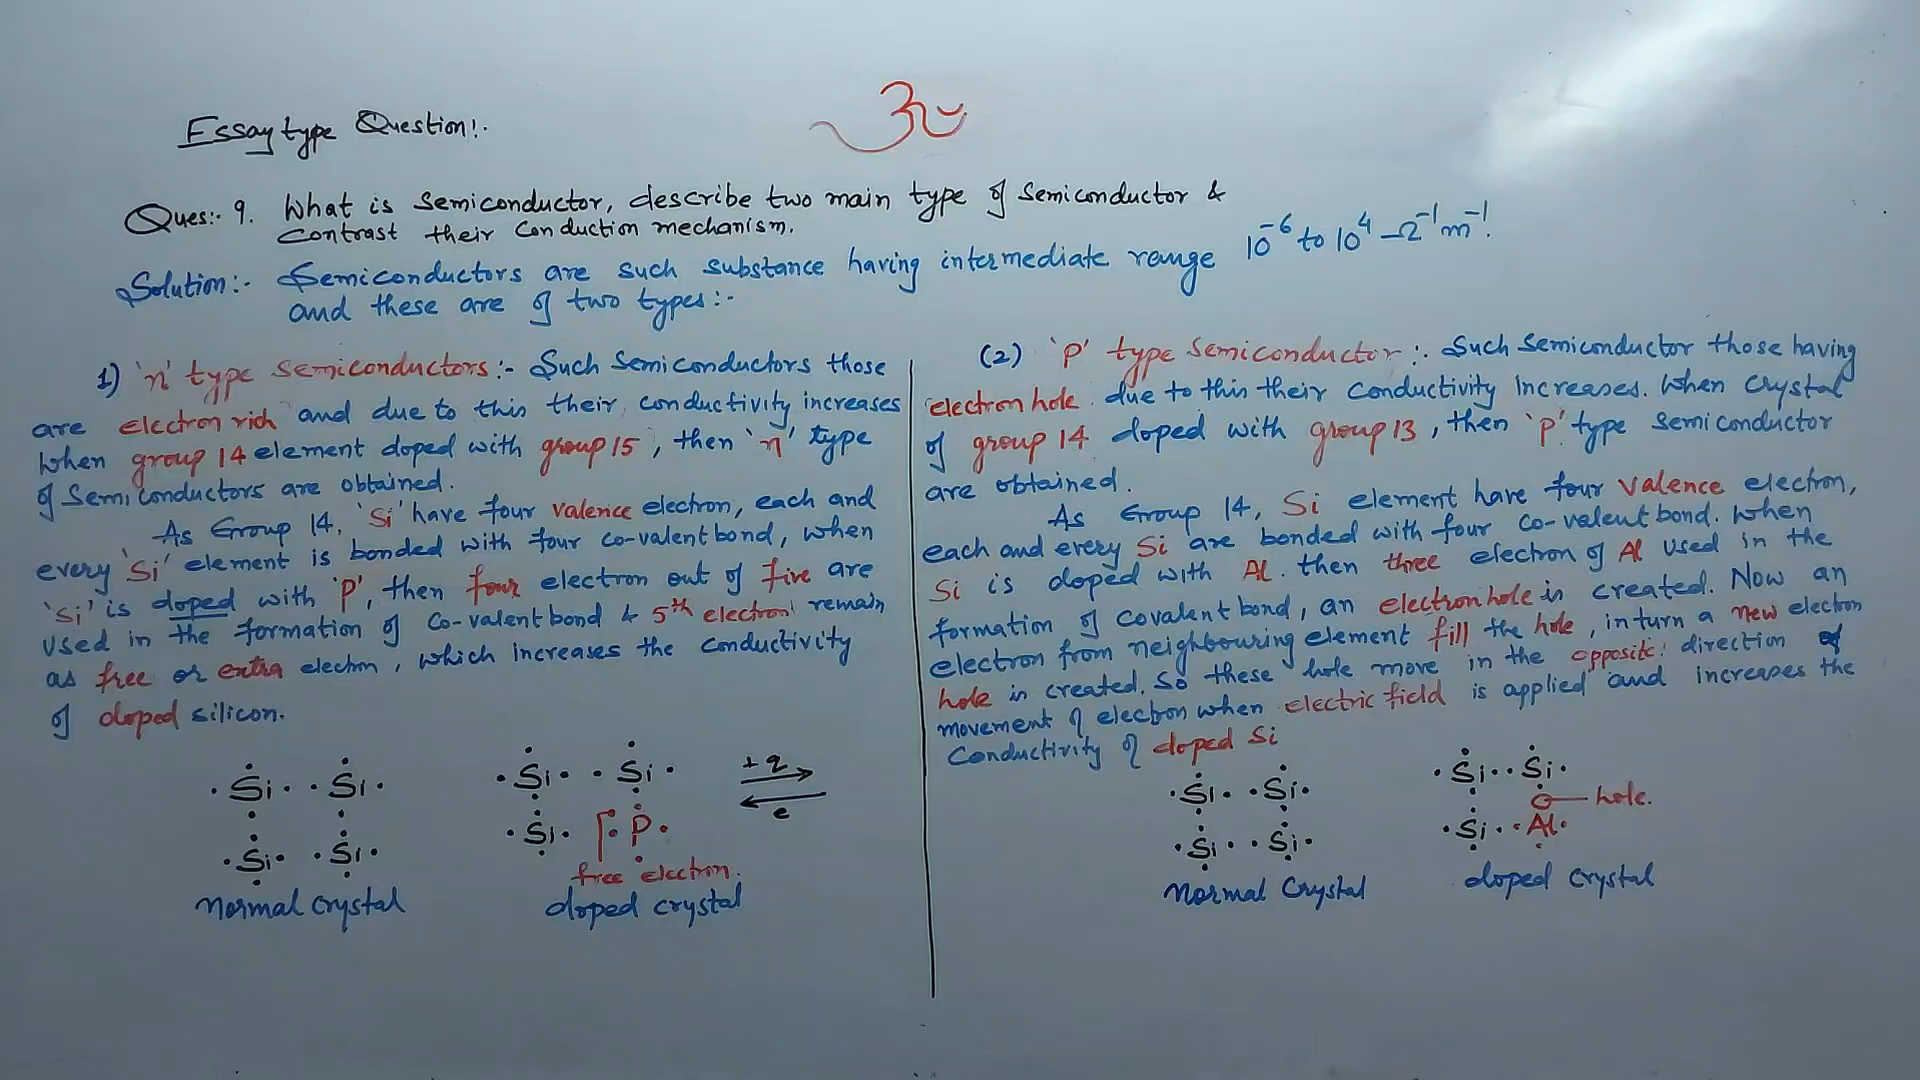 ॐ
Essay type Question:-
Ques:- 9. What is Semiconductor, describe two main type of Semiconductor &
Contrast their Conduction mechanism.
Solution:- Semiconductors are such substance having intermediate range 10⁻⁶ to 10⁴ Ω⁻¹m⁻¹.
and these are of two types:-
1) 'n' type Semiconductors:- Such Semiconductors those
are electron rich and due to this their conductivity increases
When group 14 element doped with group 15, then 'n' type
of Semiconductors are obtained.
As Group 14, 'Si' have four valence electron, each and
every 'Si' element is bonded with four co-valent bond, when
'Si' is doped with 'P', then four electron out of five are
used in the formation of co-valent bond & 5th electron remain
as free or extra electron, which increases the conductivity
of doped silicon.
Si Si
Si Si
normal crystal
Si Si
Si P
free electron.
doped crystal
+q
e
(2) 'P' type Semiconductor:- Such Semiconductor those having
electron hole due to this their conductivity Increases. When Crystal
of group 14 doped with group 13, then 'P' type Semiconductor
are obtained.
As Group 14, Si element have four Valence electron,
each and every Si are bonded with four co-valent bond. When
Si is doped with Al. then three electron of Al used in the
formation of covalent bond, an electron hole is created. Now an
electron from neighbouring element fill the hole, in turn a new electron
hole is created. So these hole move in the opposite direction of
movement of electron when electric field is applied and increases the
Conductivity of doped Si
Si Si
Si Si
normal Crystal
Si Si
hole.
Si Al
doped crystal